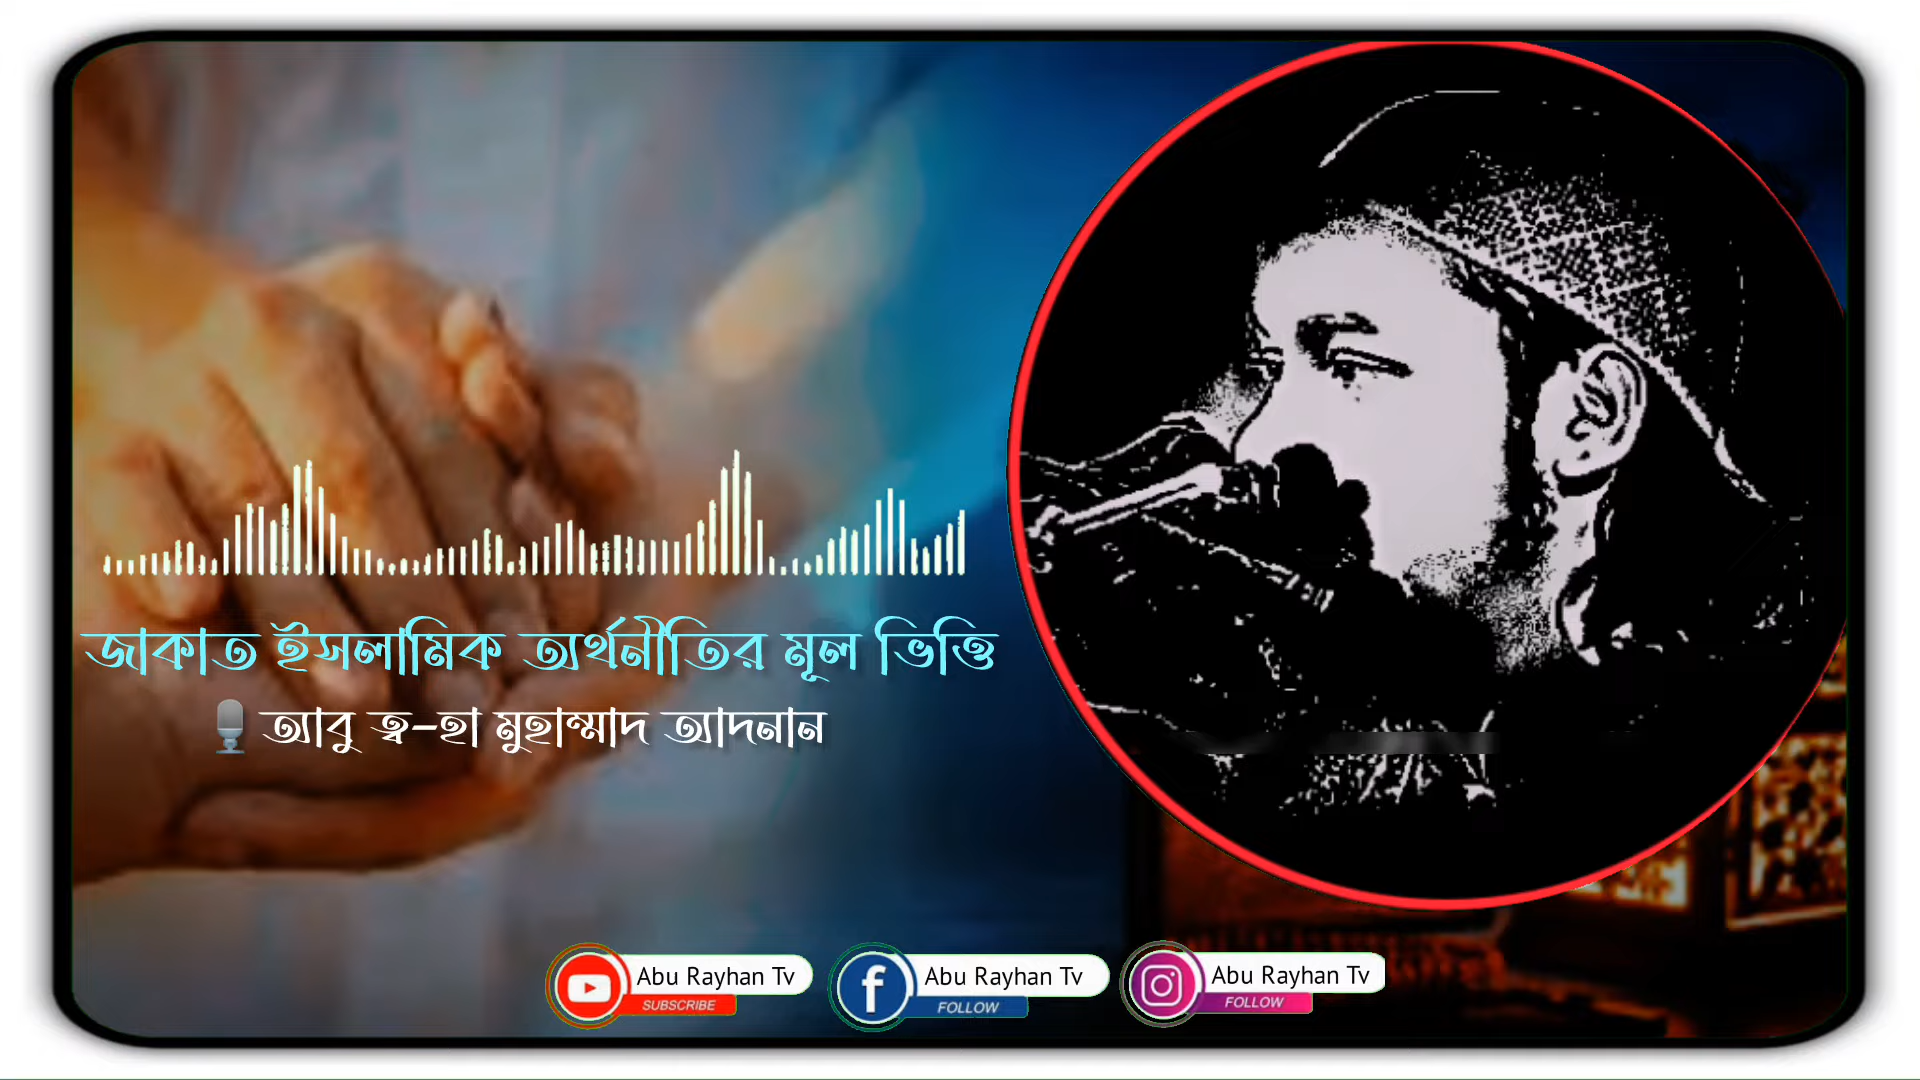 জাকাত ইসলামিক অর্থনীতির মূল ভিত্তি
আবু ত্ব-হা মুহাম্মাদ আদনান
Abu Rayhan Tv
SUBSCRIBE
Abu Rayhan Tv
FOLLOW
Abu Rayhan Tv
FOLLOW